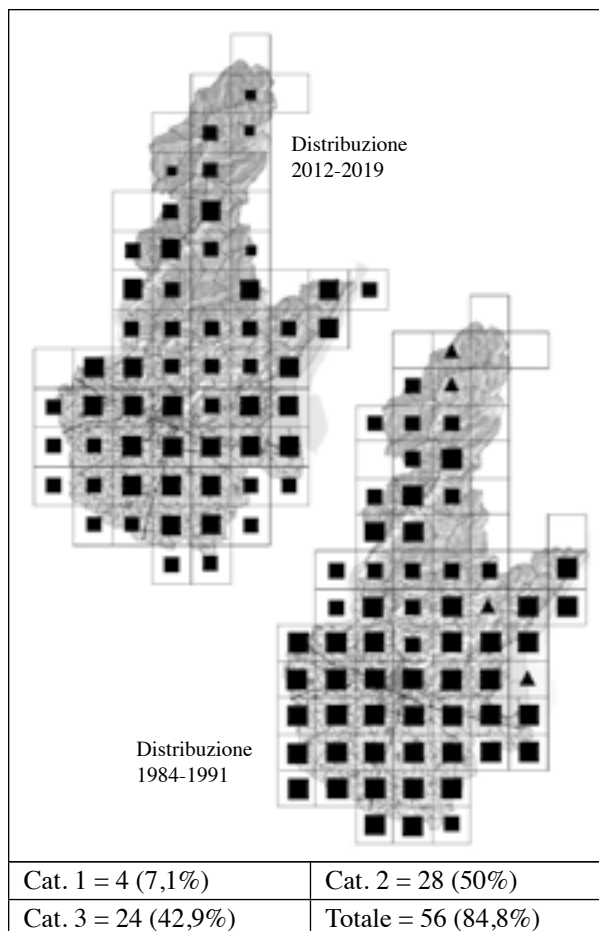 Distribuzione
2012-2019
Distribuzione
1984-1991
Cat. 1 = 4 (7,1%)
Cat. 2 = 28 (50%)
Cat. 3 = 24 (42,9%)
Totale = 56 (84,8%)